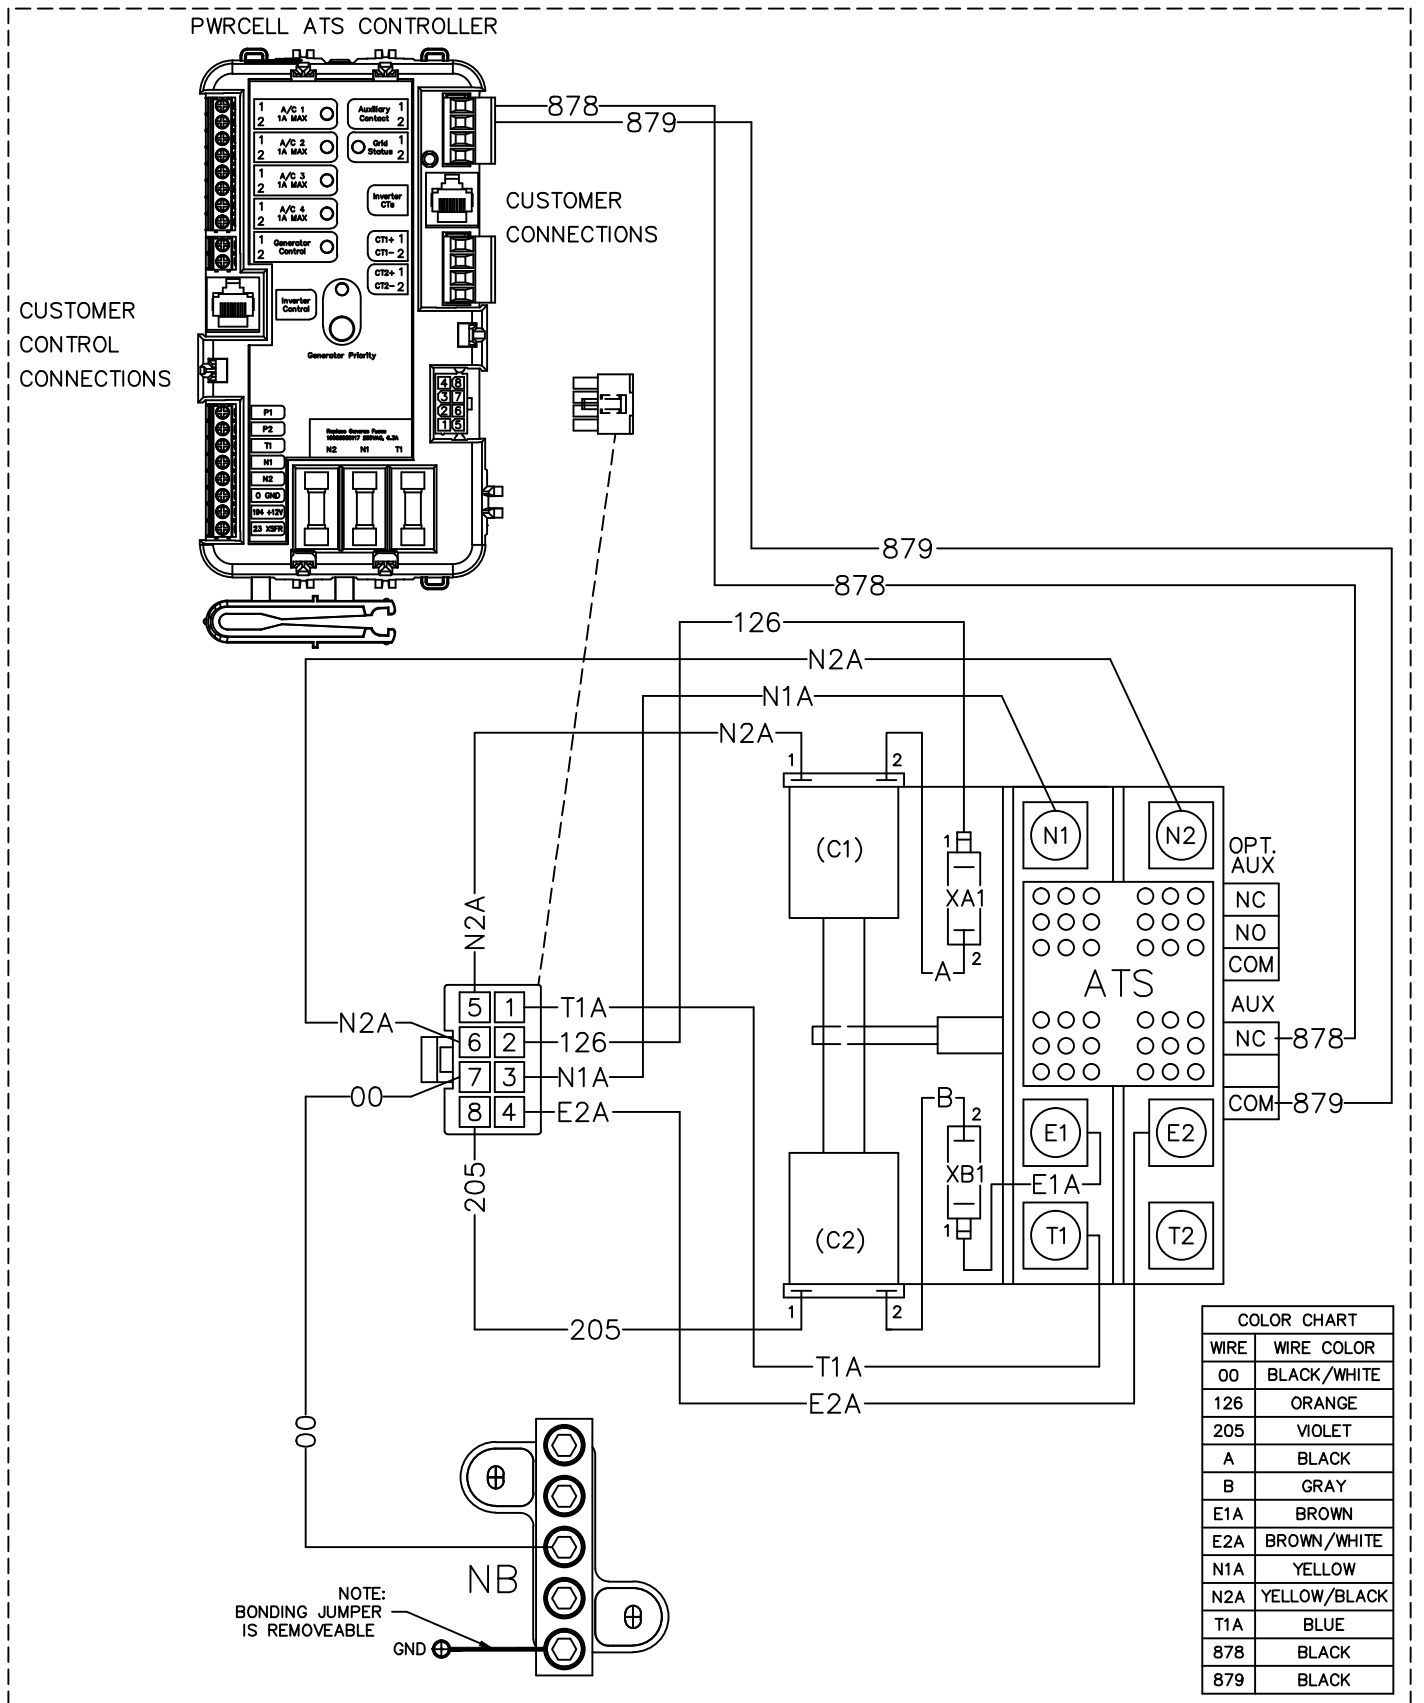 PWRCELL ATS CONTROLLER
1 A/C 1
2 1A MAX
1 A/C 2
2 1A MAX
1 A/C 3
2 1A MAX
1 A/C 4
2 1A MAX
1 Generator
2 Control
Auxiliary 1
Contact 2
Grid 1
Status 2
Inverter
CTs
CT1+ 1
CT1- 2
CT2+ 1
CT2- 2
Inverter
Control
Generator Priority
878
879
CUSTOMER
CONNECTIONS
CUSTOMER
CONTROL
CONNECTIONS
4 8
3 7
2 6
1 5
P1
P2
T1
N1
N2
0 GND
194 +12V
23 XSFR
N2 N1 T1
879
878
126
N2A
N1A
N2A
1
2
(C1)
1
XA1
2
A
N1
N2
OPT.
AUX
NC
NO
COM
ATS
AUX
NC
878
COM
879
N2A
5 1
6 2
7 3
8 4
T1A
126
N1A
E2A
N2A
00
205
B
2
XB1
1
E1
E2
E1A
T1
T2
(C2)
1
2
205
T1A
E2A
00
NB
NOTE:
BONDING JUMPER
IS REMOVEABLE
GND
COLOR CHART
WIRE WIRE COLOR
00 BLACK/WHITE
126 ORANGE
205 VIOLET
A BLACK
B GRAY
E1A BROWN
E2A BROWN/WHITE
N1A YELLOW
N2A YELLOW/BLACK
T1A BLUE
878 BLACK
879 BLACK